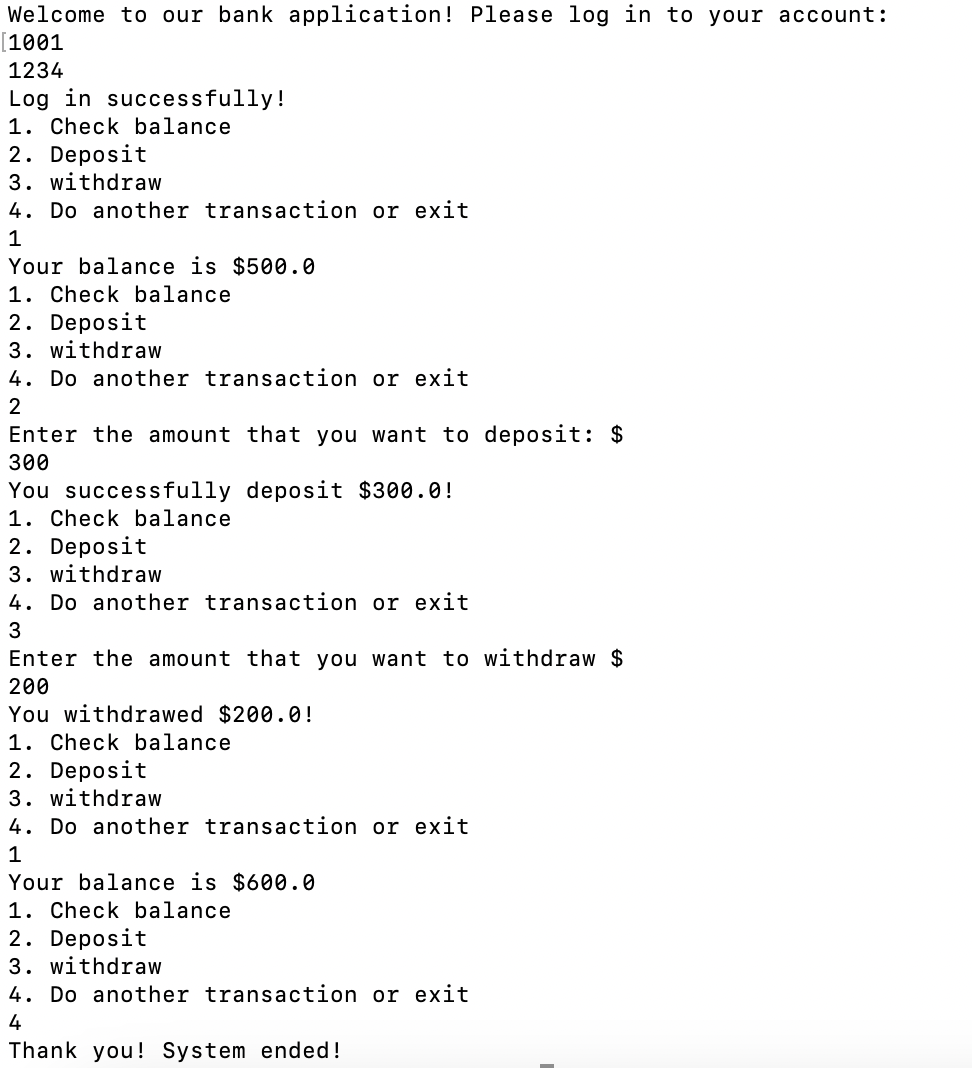 Welcome to our bank application! Please log in to your account:
[1001
1234
Log in successfully!
1. Check balance
2. Deposit
3. withdraw
4. Do another transaction or exit
1
Your balance is $500.0
1. Check balance
2. Deposit
3. withdraw
4. Do another transaction or exit
2
Enter the amount that you want to deposit: $
300
You successfully deposit $300.0!
1. Check balance
2. Deposit
3. withdraw
4. Do another transaction or exit
3
Enter the amount that you want to withdraw $
200
You withdrawed $200.0!
1. Check balance
2. Deposit
3. withdraw
4. Do another transaction or exit
1
Your balance is $600.0
1. Check balance
2. Deposit
3. withdraw
4. Do another transaction or exit
4
Thank you! System ended!